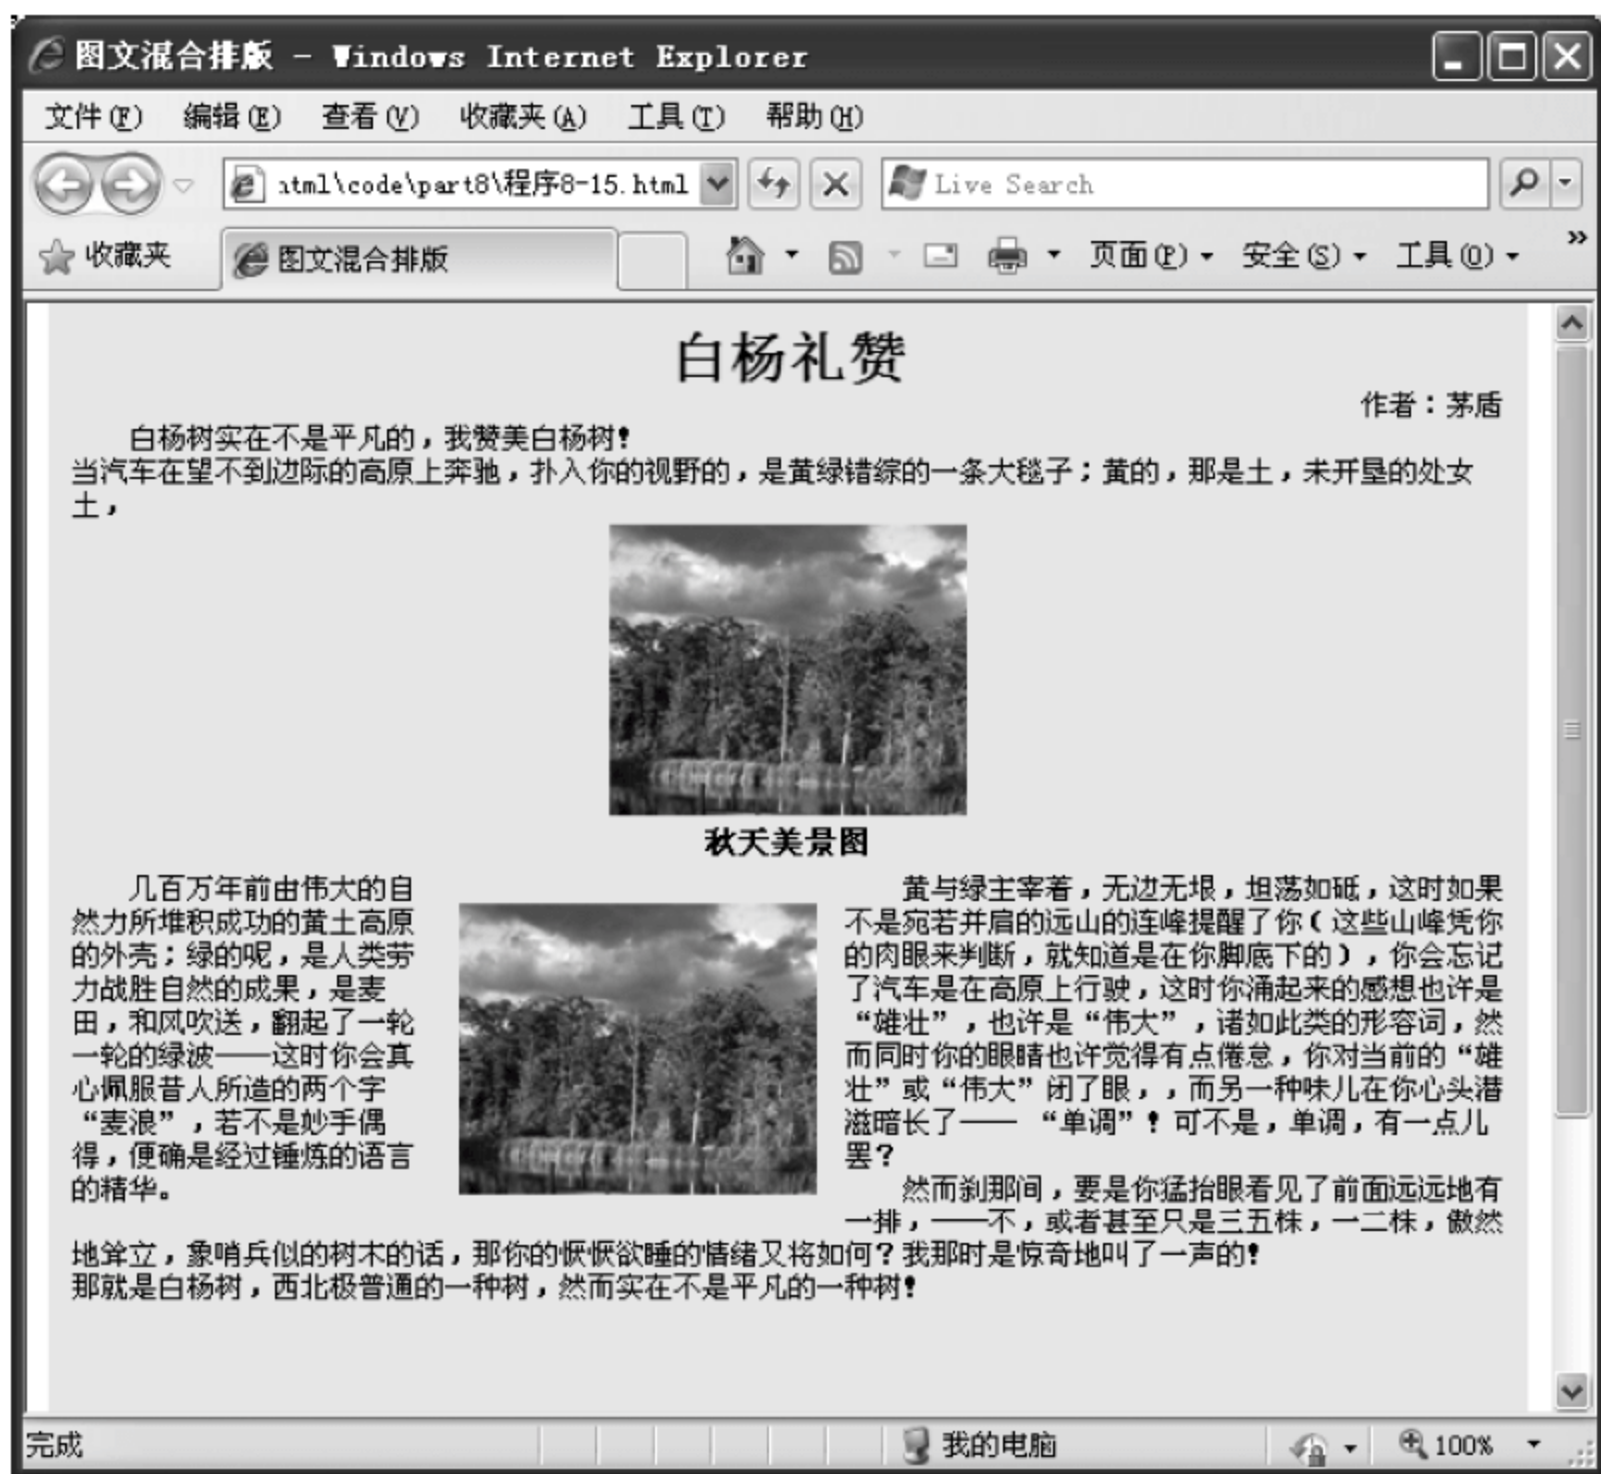 图文混合排版 - Windows Internet Explorer
文件(F) 编辑(E) 查看(V) 收藏夹(A) 工具(T) 帮助(H)
html\code\part8\程序8-15.html Live Search
收藏夹 图文混合排版 页面(P) 安全(S) 工具(O) »
白杨礼赞
作者：茅盾
白杨树实在不是平凡的，我赞美白杨树！
当汽车在望不到边际的高原上奔驰，扑入你的视野的，是黄绿错综的一条大毯子；黄的，那是土，未开垦的处女
土，
秋天美景图
几百万年前由伟大的自
然力所堆积成功的黄土高原
的外壳；绿的呢，是人类劳
力战胜自然的成果，是麦
田，和风吹送，翻起了一轮
一轮的绿波——这时你会真
心佩服昔人所造的两个字
“麦浪”，若不是妙手偶
得，便确是经过锤炼的语言
的精华。
黄与绿主宰着，无边无垠，坦荡如砥，这时如果
不是宛若并肩的远山的连峰提醒了你（这些山峰凭你
的肉眼来判断，就知道是在你脚底下的），你会忘记
了汽车是在高原上行驶，这时你涌起来的感想也许是
“雄壮”，也许是“伟大”，诸如此类的形容词，然
而同时你的眼睛也许觉得有点倦怠，你对当前的“雄
壮”或“伟大”闭了眼，，而另一种味儿在你心头潜
滋暗长了—— “单调”！可不是，单调，有一点儿
罢？
然而刹那间，要是你猛抬眼看见了前面远远地有
一排，——不，或者甚至只是三五株，一二株，傲然
地耸立，象哨兵似的树木的话，那你的恹恹欲睡的情绪又将如何？我那时是惊奇地叫了一声的！
那就是白杨树，西北极普通的一种树，然而实在不是平凡的一种树！
完成 我的电脑 100%